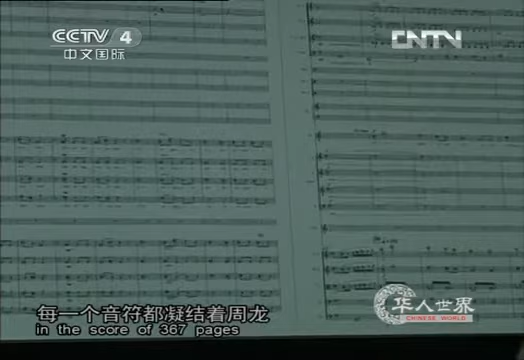 CCTV 4
中文国际
CNTV
每一个音符都凝结着周龙
in the score of 367 pages
华人世界
CHINESE WORLD